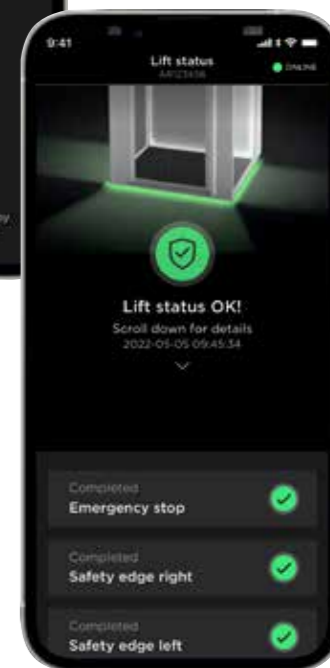 9:41
Lift status
ONLINE
Lift status OK!
Scroll down for details
2022-05-05 09:45:34
Completed
Emergency stop
Completed
Safety edge right
Completed
Safety edge left